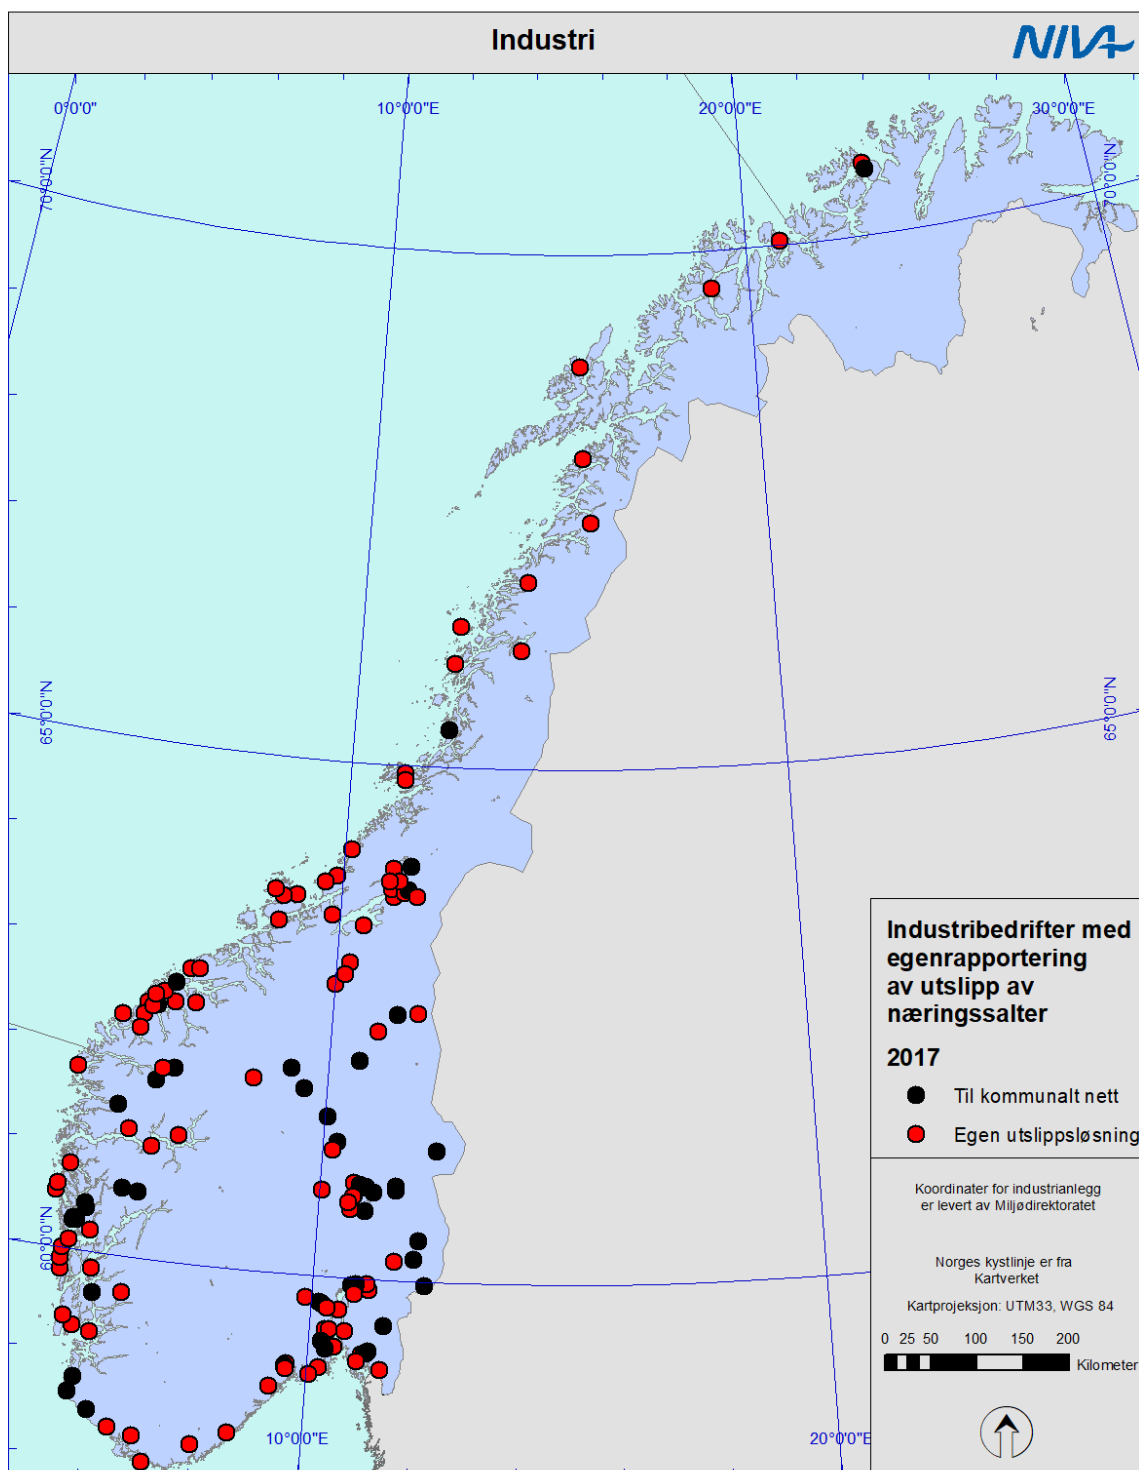 Industri
NIVA
0°0'0"
10°0'0"E
20°0'0"E
30°0'0"E
70°0'0"N
70°0'0"N
65°0'0"N
65°0'0"N
60°0'0"N
10°0'0"E
20°0'0"E
Industribedrifter med
egenrapportering
av utslipp av
næringssalter
2017
Til kommunalt nett
Egen utslippsløsning
Koordinater for industrianlegg
er levert av Miljødirektoratet
Norges kystlinje er fra
Kartverket
Kartprojeksjon: UTM33, WGS 84
0 25 50 100 150 200
Kilometer